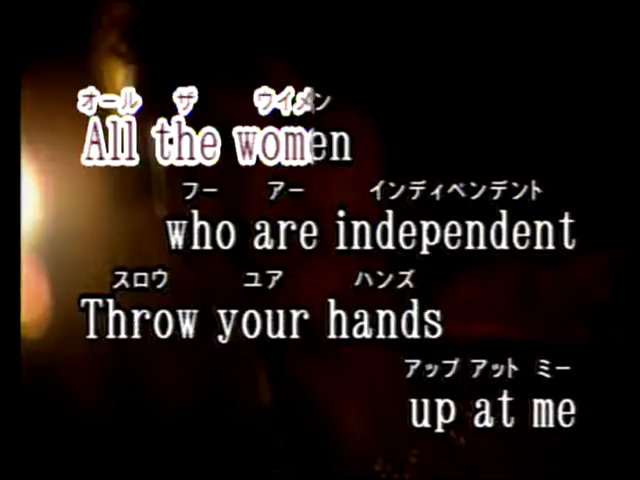 オール ザ ウイメン
All the women
フー アー インディペンデント
who are independent
スロウ ユア ハンズ
Throw your hands
アップ アット ミー
up at me